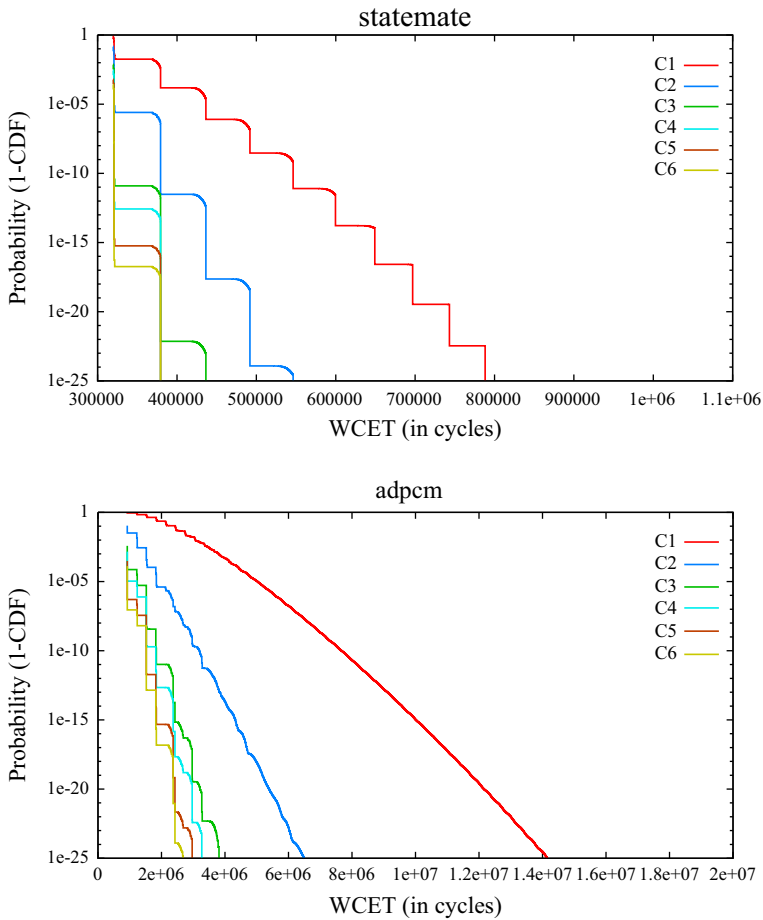 statemate
1
1e-05
1e-10
1e-15
1e-20
1e-25
Probability (1-CDF)
C1
C2
C3
C4
C5
C6
300000 400000 500000 600000 700000 800000 900000 1e+06 1.1e+06
WCET (in cycles)
adpcm
1
1e-05
1e-10
1e-15
1e-20
1e-25
Probability (1-CDF)
C1
C2
C3
C4
C5
C6
0 2e+06 4e+06 6e+06 8e+06 1e+07 1.2e+07 1.4e+07 1.6e+07 1.8e+07 2e+07
WCET (in cycles)